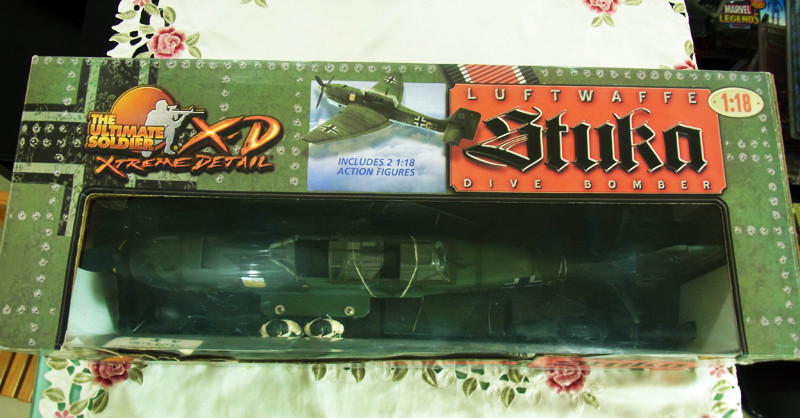 MARVEL
LEGENDS
THE
ULTIMATE
SOLDIER
X-D
XTREME DETAIL
INCLUDES 2 1:18
ACTION FIGURES
LUFTWAFFE
Stuka
DIVE BOMBER
1:18